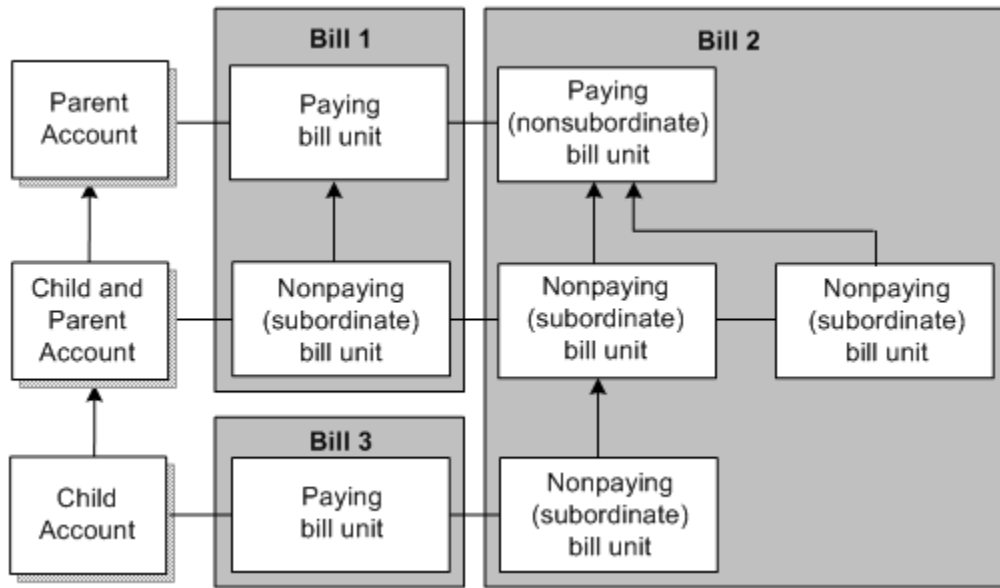 Bill 1
Bill 2
Parent
Account
Paying
bill unit
Paying
(nonsubordinate)
bill unit
Child and
Parent
Account
Nonpaying
(subordinate)
bill unit
Nonpaying
(subordinate)
bill unit
Nonpaying
(subordinate)
bill unit
Bill 3
Child
Account
Paying
bill unit
Nonpaying
(subordinate)
bill unit